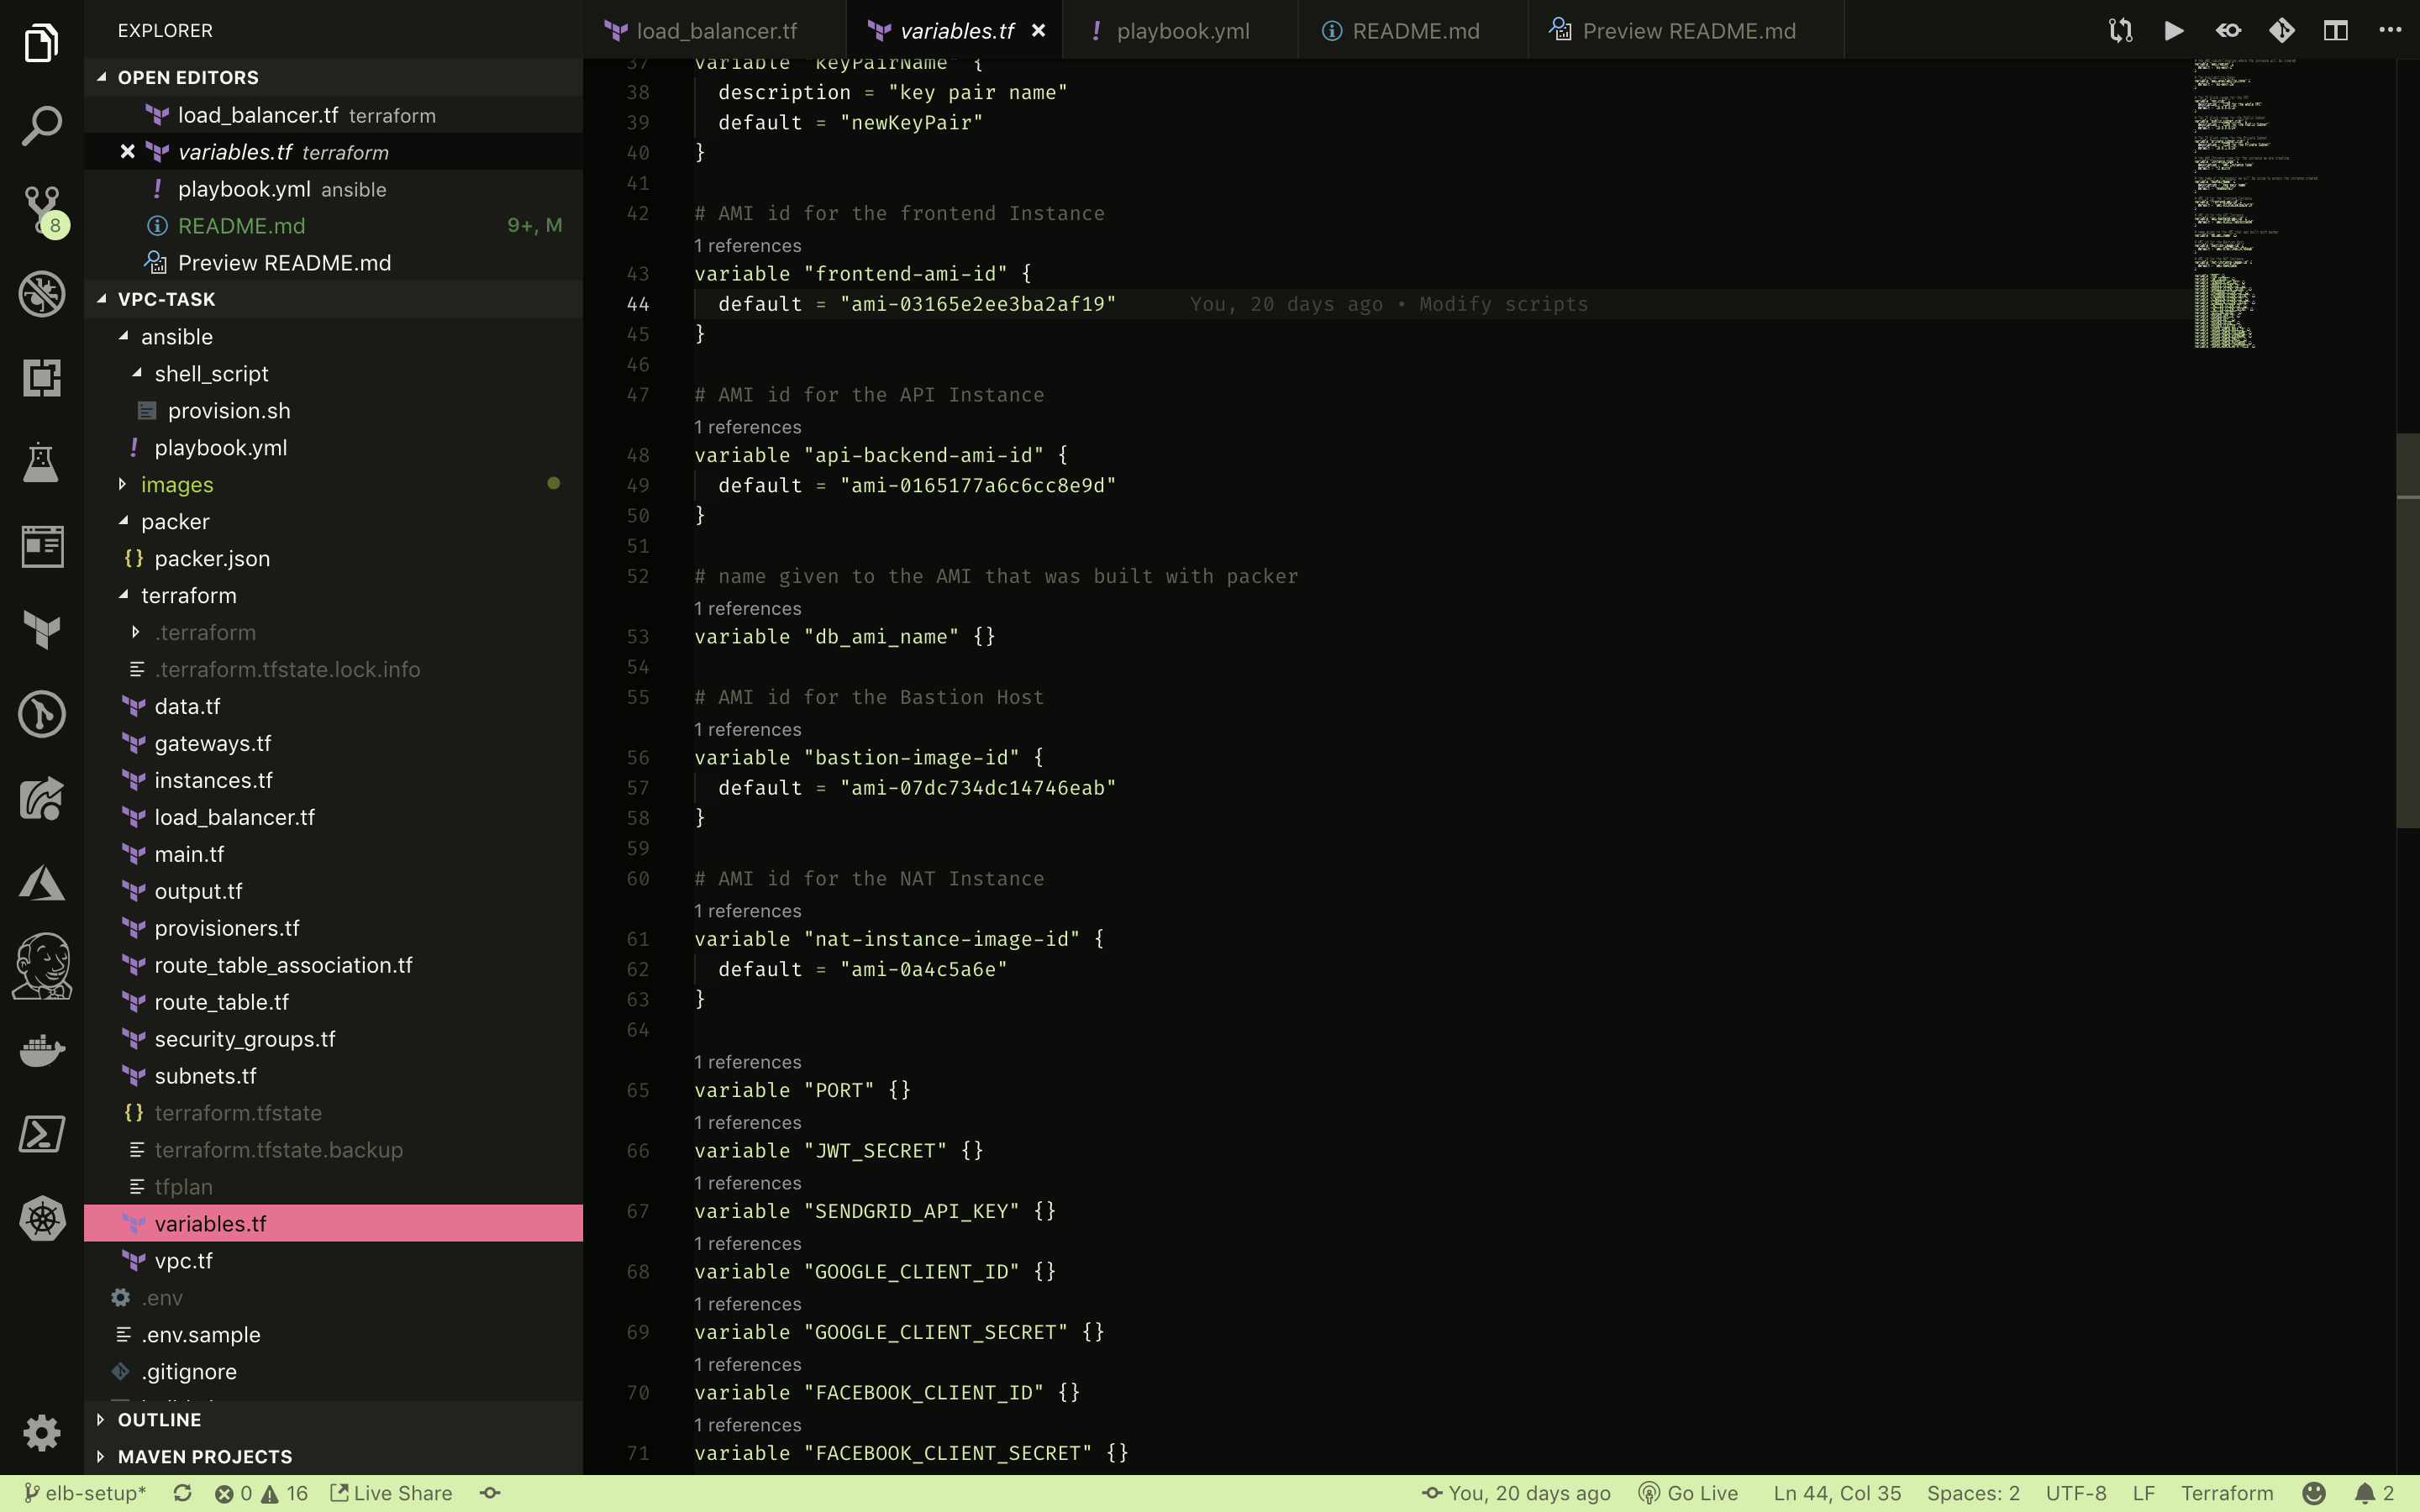 EXPLORER
OPEN EDITORS
load_balancer.tf terraform
variables.tf terraform
playbook.yml ansible
README.md 9+, M
Preview README.md
8
VPC-TASK
ansible
shell_script
provision.sh
playbook.yml
images
packer
packer.json
terraform
.terraform
.terraform.tfstate.lock.info
data.tf
gateways.tf
instances.tf
load_balancer.tf
main.tf
output.tf
provisioners.tf
route_table_association.tf
route_table.tf
security_groups.tf
subnets.tf
terraform.tfstate
terraform.tfstate.backup
tfplan
variables.tf
vpc.tf
.env
.env.sample
.gitignore
OUTLINE
MAVEN PROJECTS
load_balancer.tf variables.tf playbook.yml README.md Preview README.md
37 variable "keyPairName" {
38 description = "key pair name"
39 default = "newKeyPair"
40 }
41
42 # AMI id for the frontend Instance
1 references
43 variable "frontend-ami-id" {
44 default = "ami-03165e2ee3ba2af19" You, 20 days ago • Modify scripts
45 }
46
47 # AMI id for the API Instance
1 references
48 variable "api-backend-ami-id" {
49 default = "ami-0165177a6c6cc8e9d"
50 }
51
52 # name given to the AMI that was built with packer
1 references
53 variable "db_ami_name" {}
54
55 # AMI id for the Bastion Host
1 references
56 variable "bastion-image-id" {
57 default = "ami-07dc734dc14746eab"
58 }
59
60 # AMI id for the NAT Instance
1 references
61 variable "nat-instance-image-id" {
62 default = "ami-0a4c5a6e"
63 }
64
1 references
65 variable "PORT" {}
1 references
66 variable "JWT_SECRET" {}
1 references
67 variable "SENDGRID_API_KEY" {}
1 references
68 variable "GOOGLE_CLIENT_ID" {}
1 references
69 variable "GOOGLE_CLIENT_SECRET" {}
1 references
70 variable "FACEBOOK_CLIENT_ID" {}
1 references
71 variable "FACEBOOK_CLIENT_SECRET" {}
elb-setup* 0 16 Live Share You, 20 days ago Go Live Ln 44, Col 35 Spaces: 2 UTF-8 LF Terraform 2